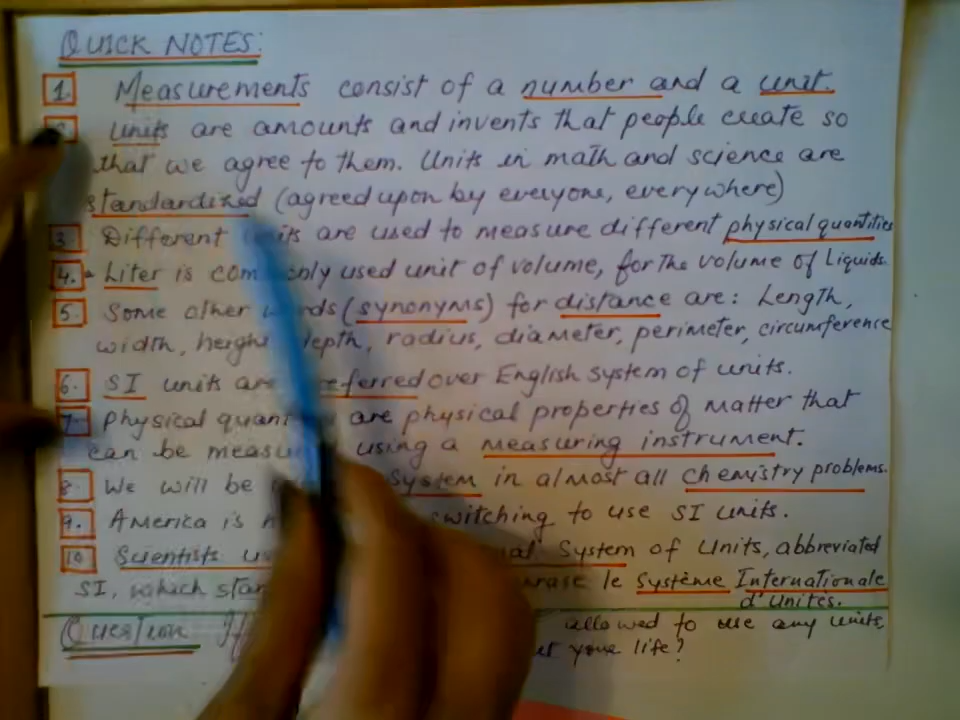 QUICK NOTES:
1. Measurements consist of a number and a unit.
Units are amounts and invents that people create so
that we agree to them. Units in math and science are
standardized (agreed upon by everyone, everywhere)
3. Different are used to measure different physical quantities
4. Liter is commonly used unit of volume, for the volume of liquids.
5. Some other words (synonyms) for distance are: Length,
width, height depth, radius, diameter, perimeter, circumference
6. SI units are referred over English system of units.
7. Physical are physical properties of matter that
can be using a measuring instrument.
8. We will be System in almost all chemistry problems.
9. America is switching to use SI units.
10. Scientists System of Units, abbreviated
SI, which le Système Internationale
d'Unités.
Question allowed to use any units,
your life?